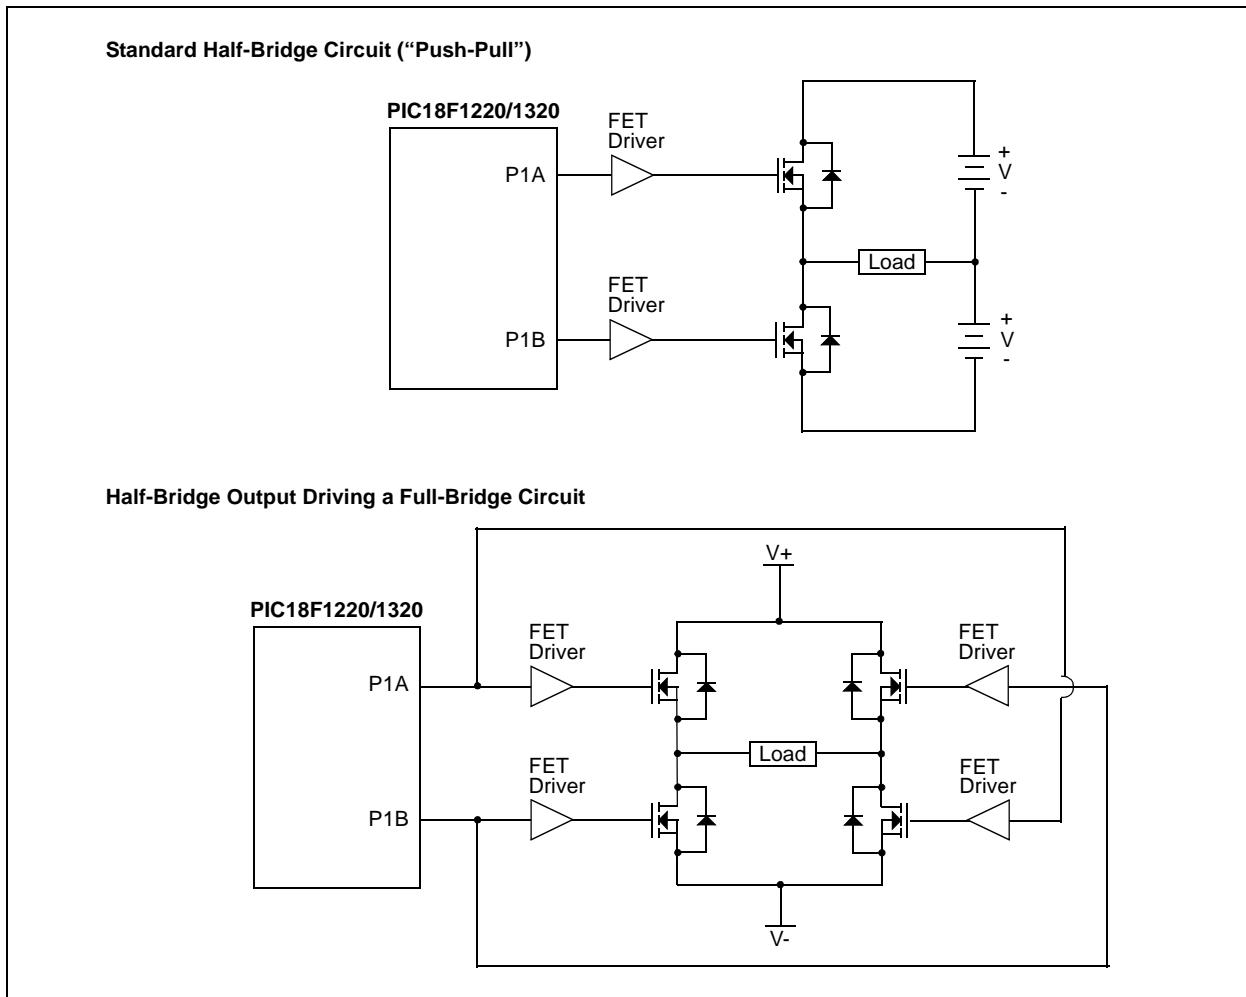 Standard Half-Bridge Circuit (“Push-Pull”)
PIC18F1220/1320
FET
Driver
P1A
+
V
-
Load
FET
Driver
P1B
+
V
-
Half-Bridge Output Driving a Full-Bridge Circuit
V+
PIC18F1220/1320
FET
Driver
FET
Driver
P1A
Load
FET
Driver
FET
Driver
P1B
V-